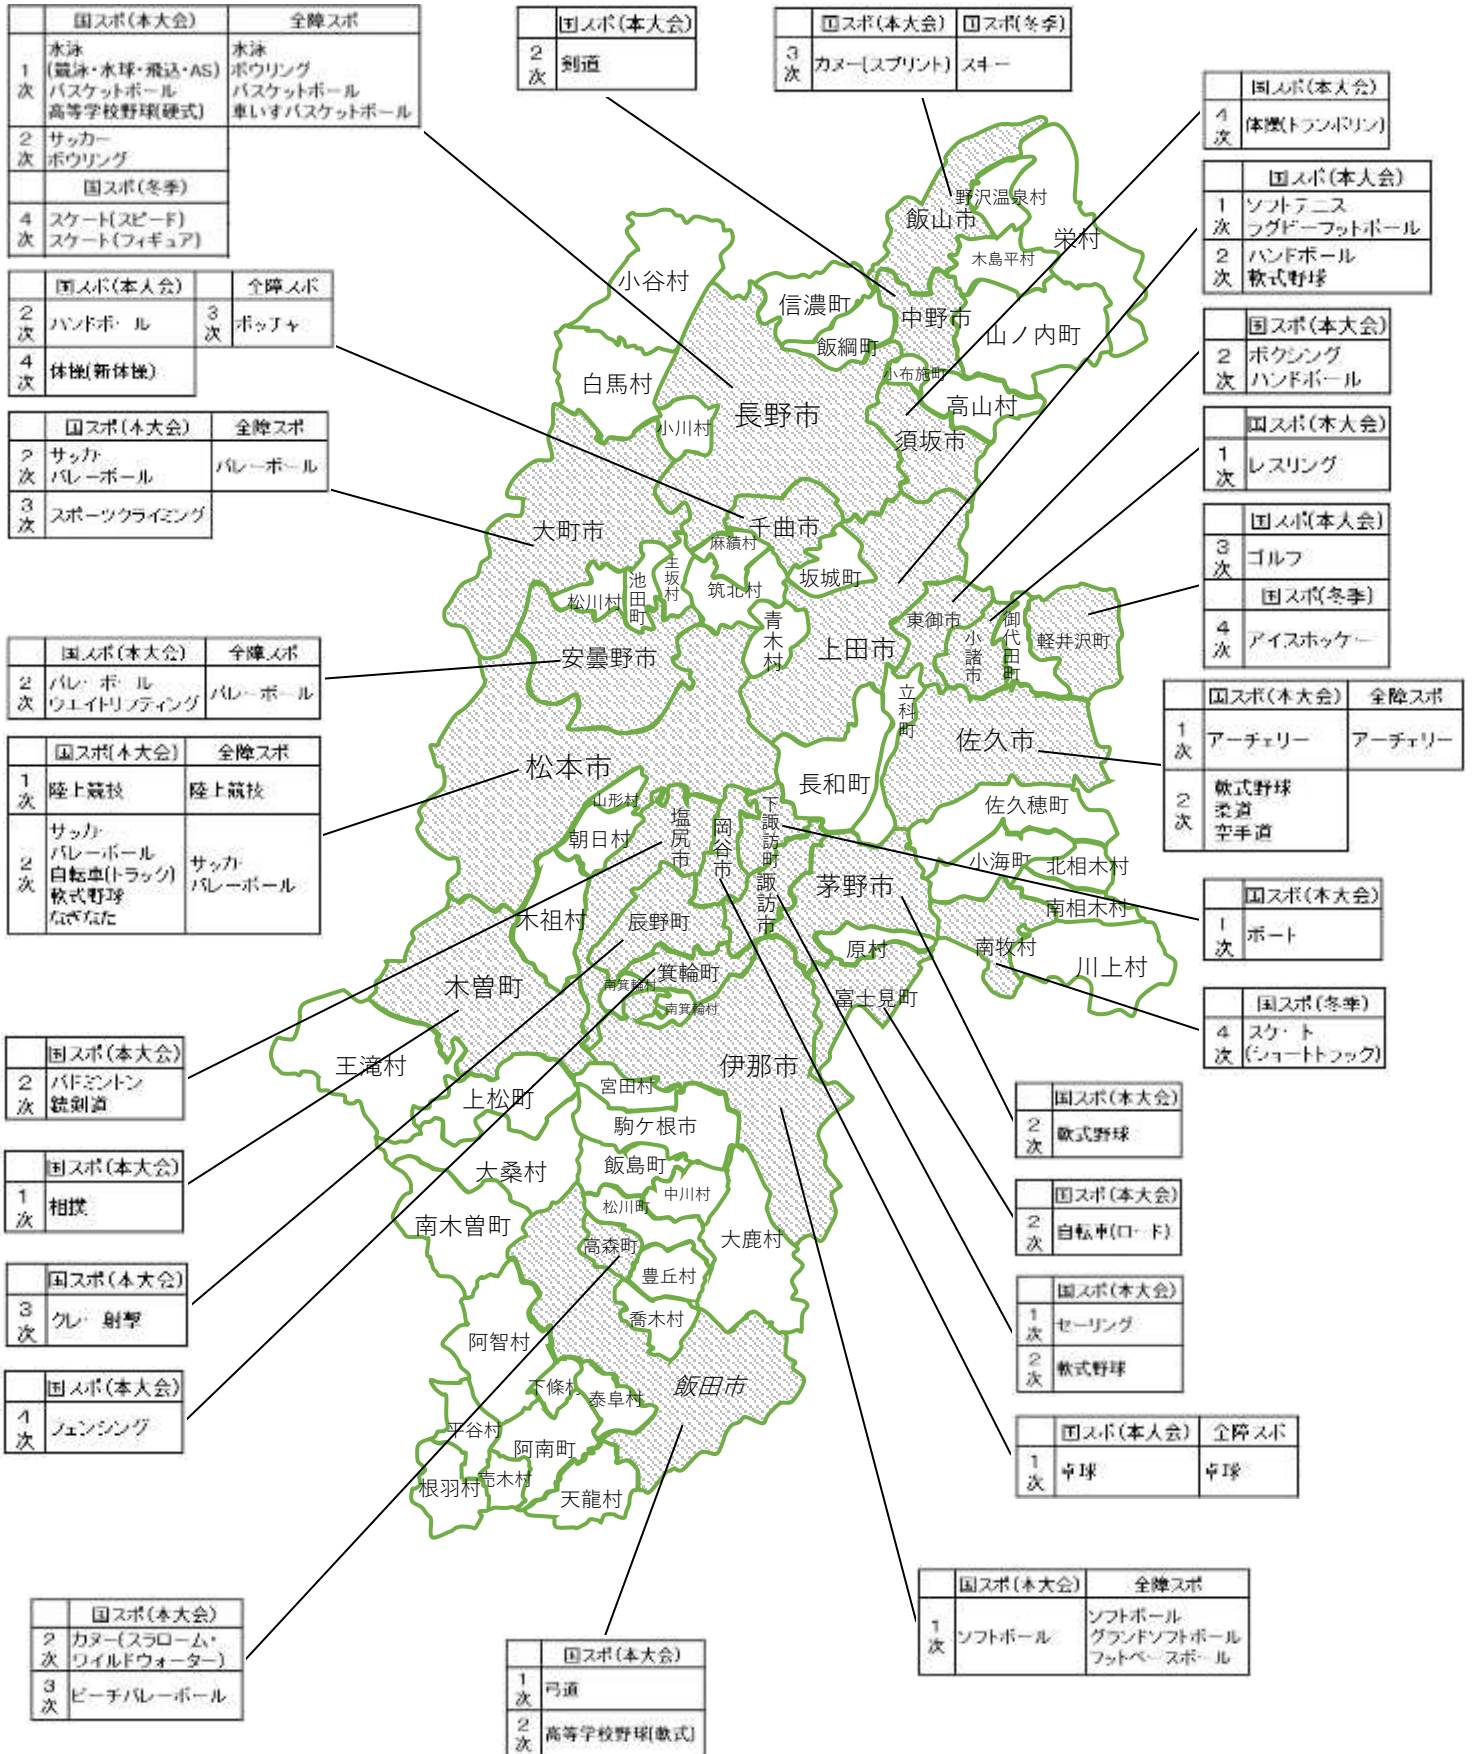 国スポ(本大会) 全障スポ
1次 水泳 水泳
(競泳・水球・飛込・AS) ボウリング
バスケットボール バスケットボール
高等学校野球(硬式) 車いすバスケットボール
2次 サッカー
ボウリング
国スポ(冬季)
4次 スケート(スピード)
スケート(フィギュア)
国スポ(本大会)
2次 剣道
国スポ(本大会) 国スポ(冬季)
3次 カヌー(スプリント) スキー
国スポ(本大会)
4次 体操(トランポリン)
国スポ(本大会)
1次 ソフトテニス
ラグビーフットボール
2次 ハンドボール
軟式野球
国スポ(本大会) 全障スポ
2次 ハンドボール 3次 ボッチャ
4次 体操(新体操)
国スポ(本大会)
2次 ボクシング
ハンドボール
国スポ(本大会) 全障スポ
2次 サッカー バレーボール
バレーボール
3次 スポーツクライミング
国スポ(本大会)
1次 レスリング
国スポ(本大会)
3次 ゴルフ
国スポ(冬季)
4次 アイスホッケー
国スポ(本大会) 全障スポ
2次 バレーボール バレーボール
ウエイトリフティング
国スポ(本大会) 全障スポ
1次 アーチェリー アーチェリー
2次 軟式野球
柔道
空手道
国スポ(本大会) 全障スポ
1次 陸上競技 陸上競技
2次 サッカー サッカー
バレーボール バレーボール
自転車(トラック)
軟式野球
なぎなた
国スポ(本大会)
1次 ボート
国スポ(冬季)
4次 スケート
(ショートトラック)
国スポ(本大会)
2次 バドミントン
銃剣道
国スポ(本大会)
2次 軟式野球
国スポ(本大会)
1次 相撲
国スポ(本大会)
2次 自転車(ロード)
国スポ(本大会)
3次 クレー射撃
国スポ(本大会)
1次 セーリング
2次 軟式野球
国スポ(本大会)
4次 フェンシング
国スポ(本大会) 全障スポ
1次 卓球 卓球
国スポ(本大会) 全障スポ
1次 ソフトボール ソフトボール
グランドソフトボール
フットベースボール
国スポ(本大会)
2次 カヌー(スラローム・
ワイルドウォーター)
3次 ビーチバレーボール
国スポ(本大会)
1次 弓道
2次 高等学校野球(軟式)
野沢温泉村
飯山市
栄村
木島平村
小谷村
信濃町
中野市
山ノ内町
飯綱町
小布施町
白馬村
高山村
長野市
小川村
須坂市
大町市
千曲市
麻績村
生坂村
池田町
坂城町
筑北村
松川村
青木村
東御市
御代田町
小諸市
軽井沢町
上田市
安曇野市
立科町
佐久市
松本市
長和町
山形村
佐久穂町
塩尻市
岡谷市
下諏訪町
朝日村
小海町
北相木村
茅野市
諏訪市
南相木村
木祖村
辰野町
原村
南牧村
川上村
箕輪町
南箕輪村
木曽町
富士見町
南箕輪村
王滝村
伊那市
宮田村
上松町
駒ケ根市
大桑村
飯島町
中川村
松川町
南木曽町
高森町
大鹿村
豊丘村
喬木村
阿智村
飯田市
下條村
泰阜村
平谷村
阿南町
売木村
根羽村
天龍村